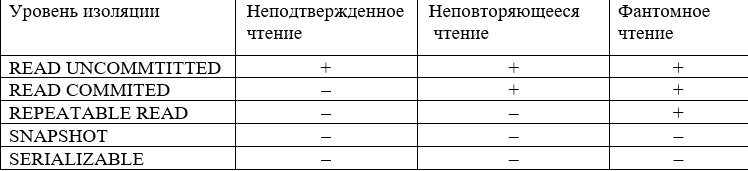 Уровень изоляции Неподтвержденное чтение Неповторяющееся чтение Фантомное чтение
READ UNCOMMTITTED + + +
READ COMMITED – + +
REPEATABLE READ – – +
SNAPSHOT – – –
SERIALIZABLE – – –